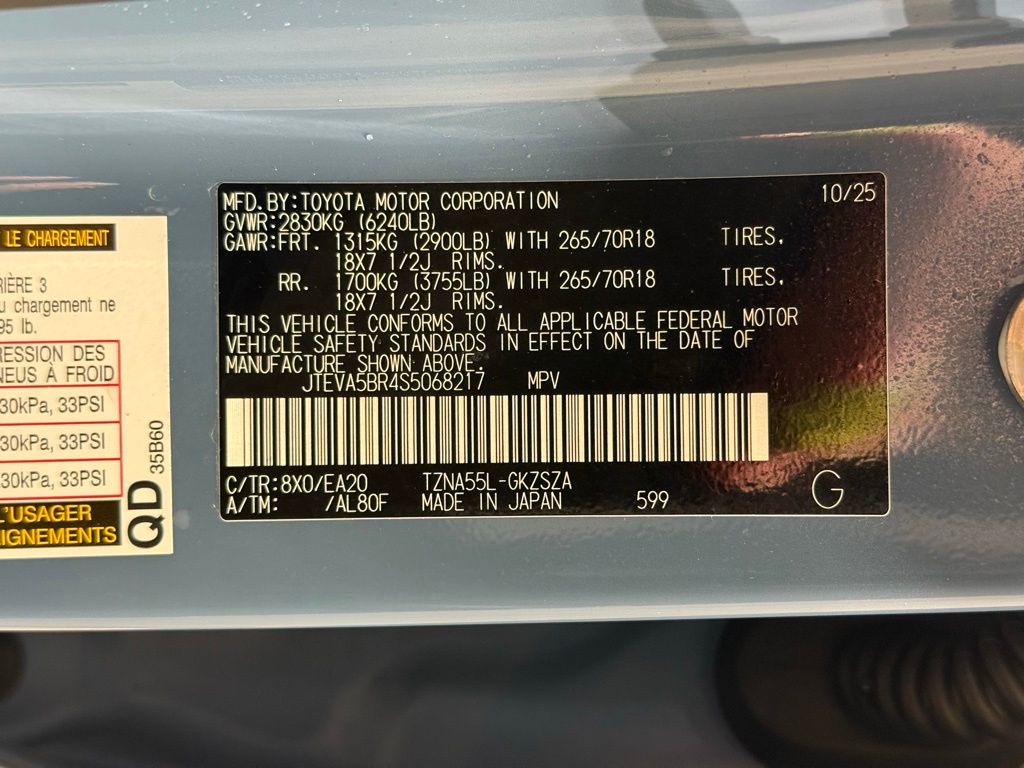 LE CHARGEMENT
RIÈRE 3
u chargement ne
95 lb.
RESSION DES
NEUS À FROID
30kPa, 33PSI
30kPa, 33PSI
30kPa, 33PSI
L'USAGER
EIGNEMENTS
QD
35B60
MFD.BY:TOYOTA MOTOR CORPORATION 10/25
GVWR:2830KG (6240LB)
GAWR:FRT. 1315KG (2900LB) WITH 265/70R18 TIRES,
18X7 1/2J RIMS.
RR. 1700KG (3755LB) WITH 265/70R18 TIRES,
18X7 1/2J RIMS.
THIS VEHICLE CONFORMS TO ALL APPLICABLE FEDERAL MOTOR
VEHICLE SAFETY STANDARDS IN EFFECT ON THE DATE OF
MANUFACTURE SHOWN ABOVE.
JTEVA5BR4S5068217 MPV
C/TR:8X0/EA20 TZNA55L-GKZSZA
A/TM: /AL80F MADE IN JAPAN 599 G